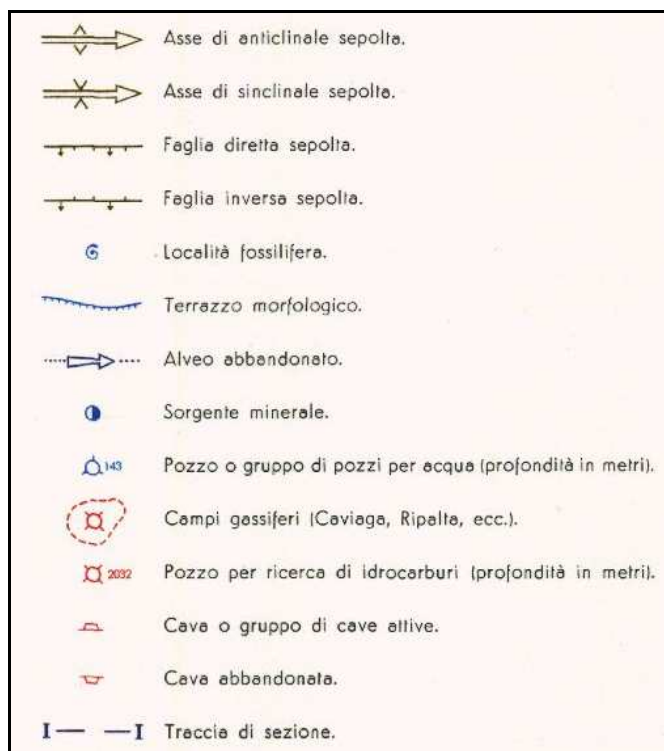 Asse di anticlinale sepolta.
Asse di sinclinale sepolta.
Faglia diretta sepolta.
Faglia inversa sepolta.
Località fossilifera.
Terrazzo morfologico.
Alveo abbandonato.
Sorgente minerale.
143 Pozzo o gruppo di pozzi per acqua (profondità in metri).
Campi gassiferi (Caviaga, Ripalta, ecc.).
2032 Pozzo per ricerca di idrocarburi (profondità in metri).
Cava o gruppo di cave attive.
Cava abbandonata.
I — — I Traccia di sezione.